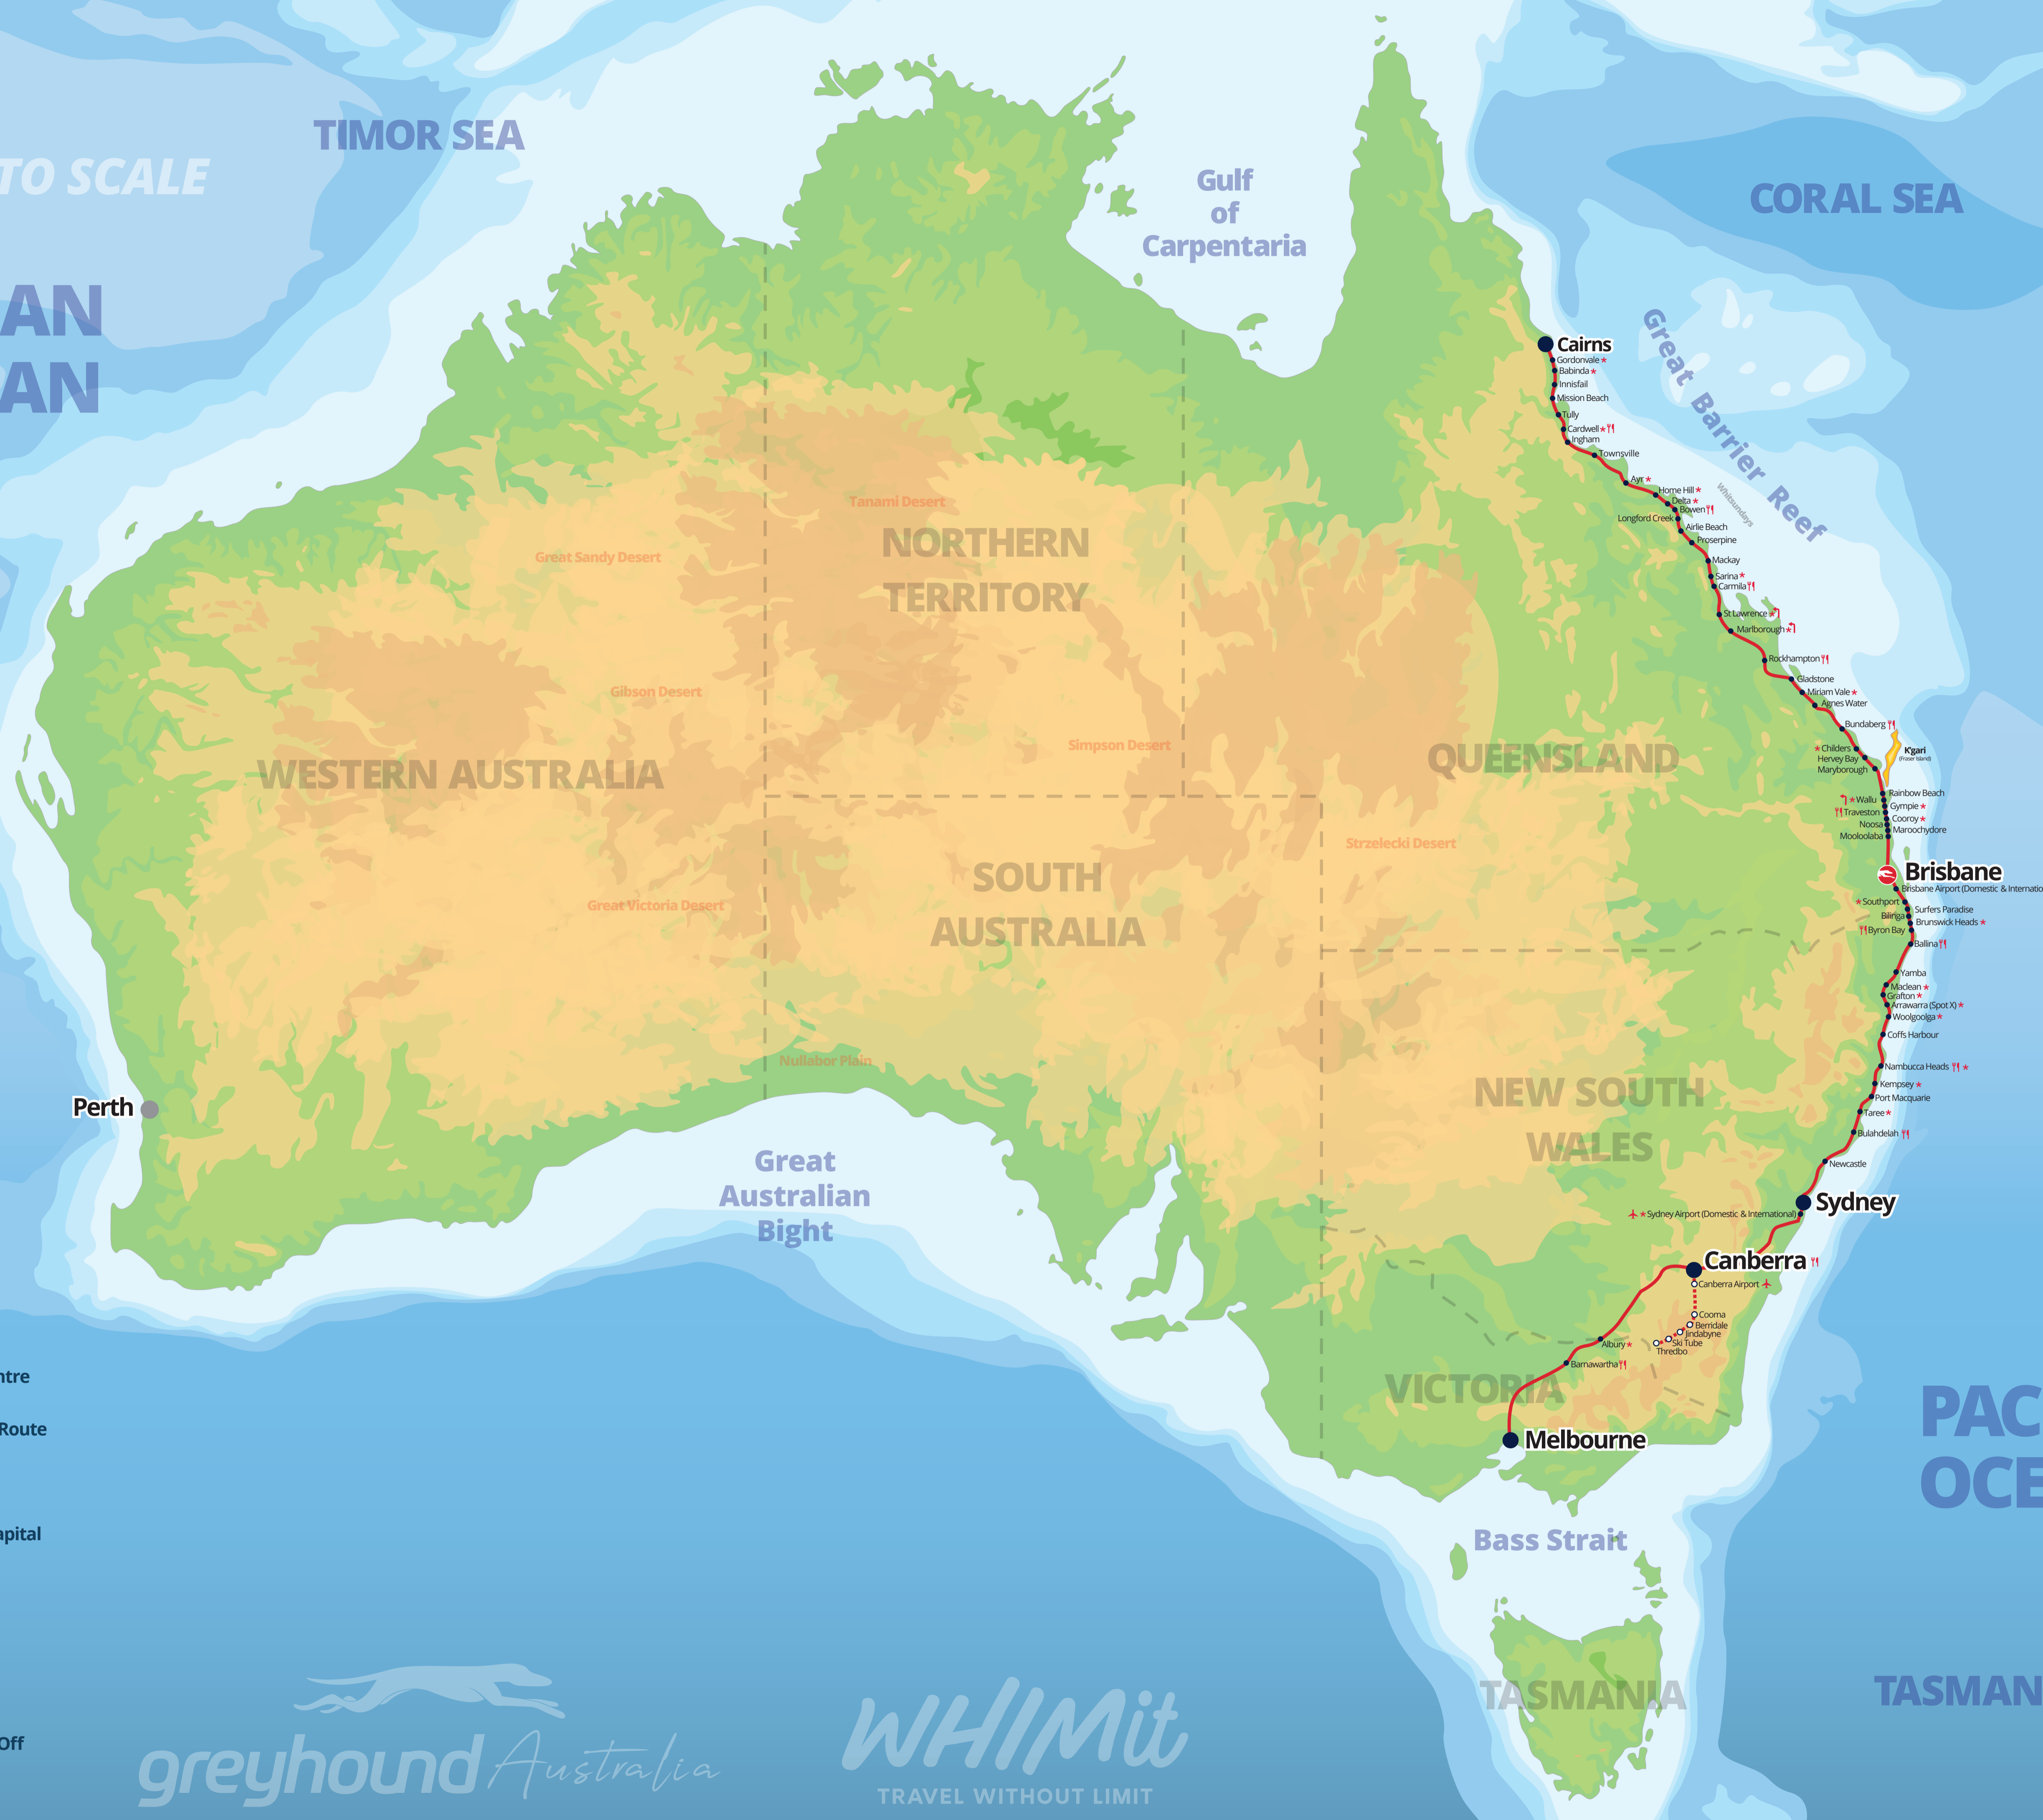 TIMOR SEA
TO SCALE
Gulf
of
Carpentaria
CORAL SEA
AN
AN
Great Barrier Reef
Whitsundays
Cairns
Gordonvale *
Babinda *
Innisfail
Mission Beach
Tully
Cardwell *
Ingham
Townsville
Ayr *
Home Hill *
Delta *
Bowen
Longford Creek
Airlie Beach
Proserpine
Mackay
Sarina *
Carmila
St Lawrence *
Marlborough *
Rockhampton
Gladstone
Miriam Vale *
Agnes Water
Bundaberg
* Childers
Hervey Bay
Maryborough
K'gari
(Fraser Island)
Rainbow Beach
* Wallu
Gympie *
Traveston
Cooroy *
Noosa
Maroochydore
Mooloolaba
Brisbane
Brisbane Airport (Domestic & Internatio
* Southport
Surfers Paradise
Bilinga
Brunswick Heads *
Byron Bay
Ballina
Yamba
Maclean *
Grafton *
Arrawarra (Spot X) *
Woolgoolga *
Coffs Harbour
Nambucca Heads *
Kempsey *
Port Macquarie
Taree *
Bulahdelah
Newcastle
Sydney
* Sydney Airport (Domestic & International)
Canberra
Canberra Airport
Cooma
Berridale
Jindabyne
Ski Tube
Thredbo
Albury *
Barnawartha
Melbourne
Tanami Desert
Great Sandy Desert
NORTHERN
TERRITORY
Gibson Desert
Simpson Desert
WESTERN AUSTRALIA
QUEENSLAND
Strzelecki Desert
SOUTH
AUSTRALIA
Great Victoria Desert
Nullabor Plain
NEW SOUTH
WALES
Perth
Great
Australian
Bight
VICTORIA
Bass Strait
TASMANIA
PAC
OCE
TASMAN
ntre
Route
apital
Off
greyhound Australia
WHIMit
TRAVEL WITHOUT LIMIT